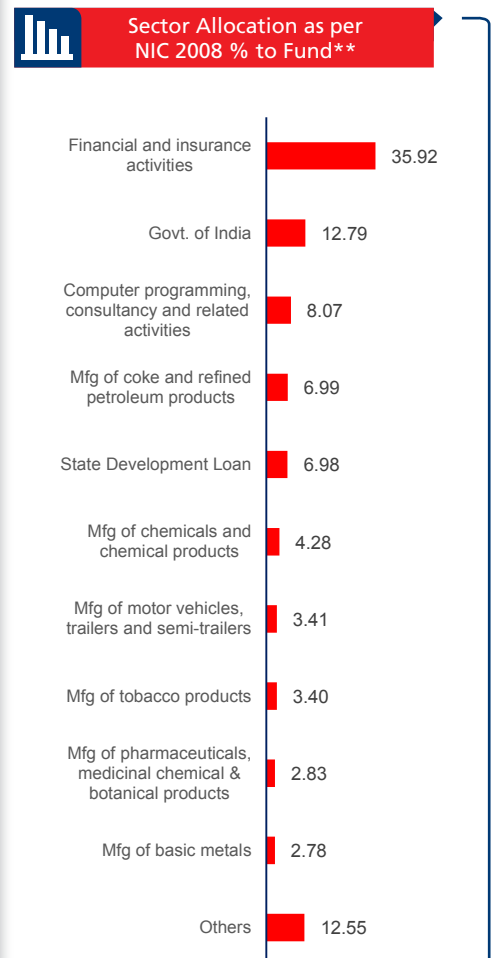 Sector Allocation as per
NIC 2008 % to Fund**
Financial and insurance
activities
35.92
Govt. of India
12.79
Computer programming,
consultancy and related
activities
8.07
Mfg of coke and refined
petroleum products
6.99
State Development Loan
6.98
Mfg of chemicals and
chemical products
4.28
Mfg of motor vehicles,
trailers and semi-trailers
3.41
Mfg of tobacco products
3.40
Mfg of pharmaceuticals,
medicinal chemical &
botanical products
2.83
Mfg of basic metals
2.78
Others
12.55